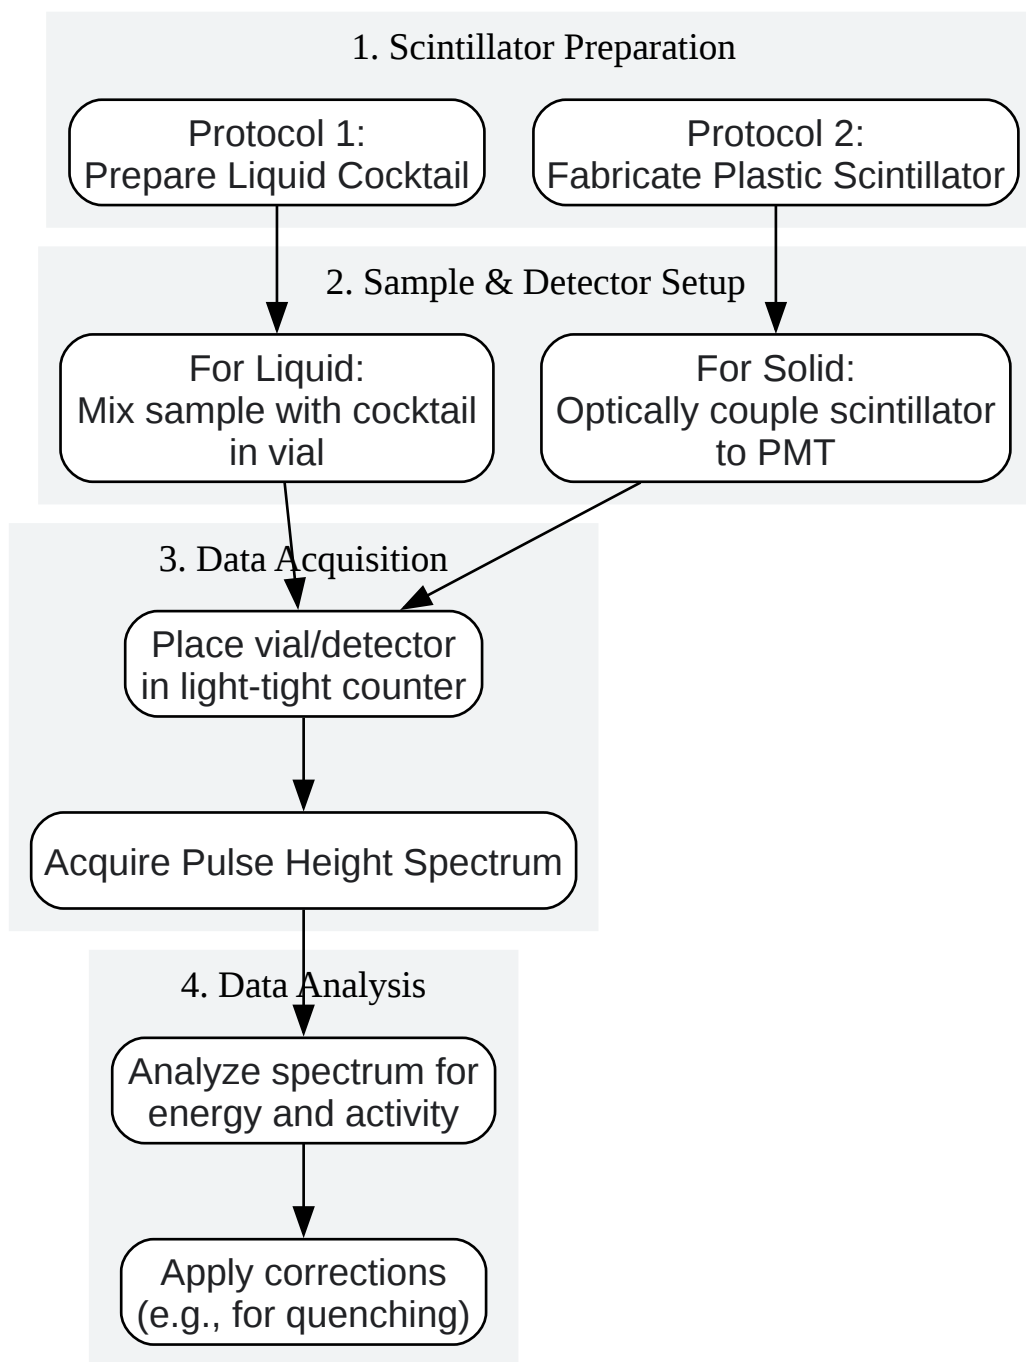 1. Scintillator Preparation
Protocol 1:
Prepare Liquid Cocktail
Protocol 2:
Fabricate Plastic Scintillator
2. Sample & Detector Setup
For Liquid:
Mix sample with cocktail
in vial
For Solid:
Optically couple scintillator
to PMT
3. Data Acquisition
Place vial/detector
in light-tight counter
Acquire Pulse Height Spectrum
4. Data Analysis
Analyze spectrum for
energy and activity
Apply corrections
(e.g., for quenching)